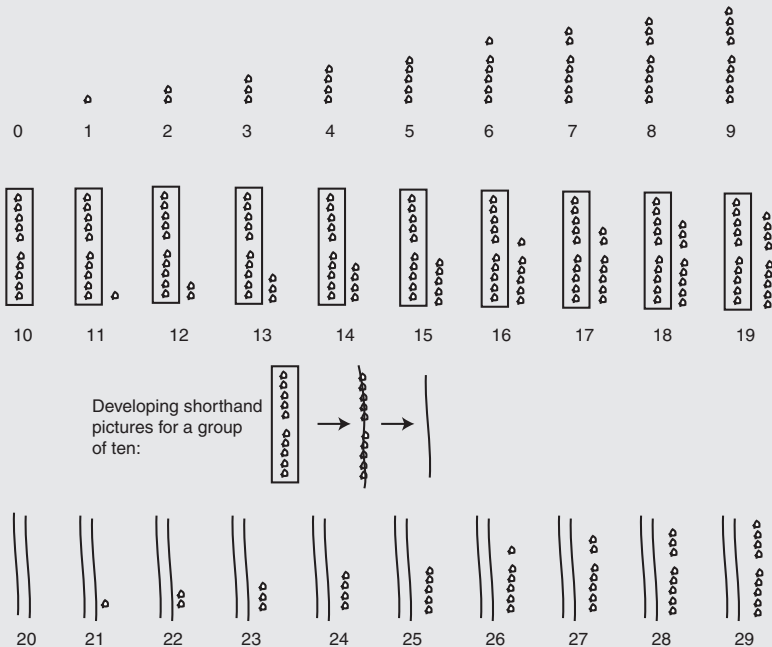 0 1 2 3 4 5 6 7 8 9
10 11 12 13 14 15 16 17 18 19
Developing shorthand
pictures for a group
of ten:
20 21 22 23 24 25 26 27 28 29